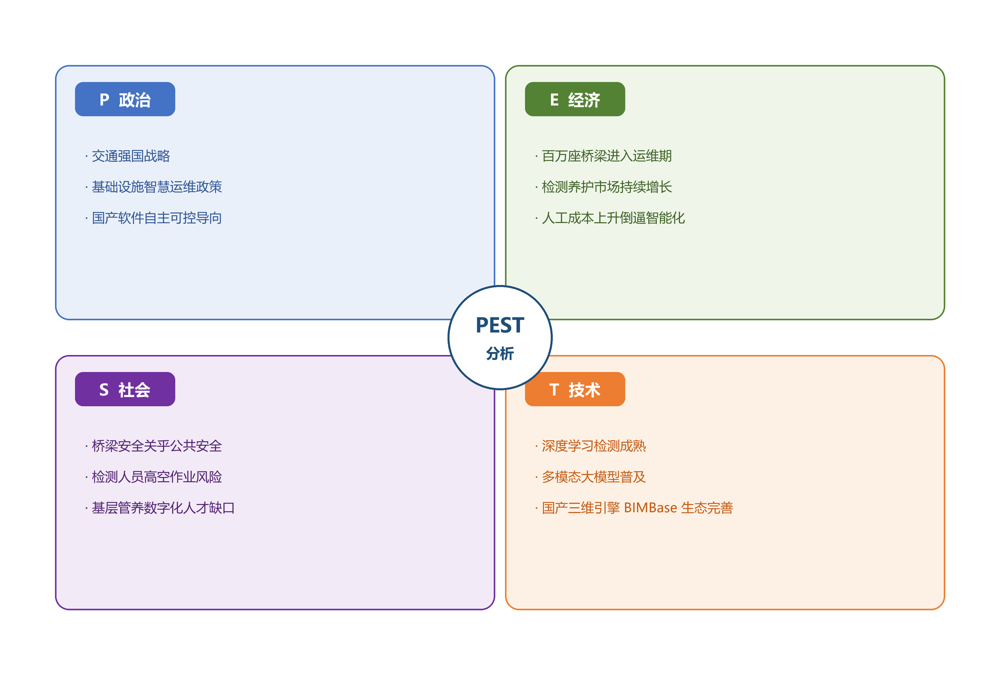 P 政治
· 交通强国战略
· 基础设施智慧运维政策
· 国产软件自主可控导向
E 经济
· 百万座桥梁进入运维期
· 检测养护市场持续增长
· 人工成本上升倒逼智能化
PEST
分析
S 社会
· 桥梁安全关乎公共安全
· 检测人员高空作业风险
· 基层管养数字化人才缺口
T 技术
· 深度学习检测成熟
· 多模态大模型普及
· 国产三维引擎 BIMBase 生态完善